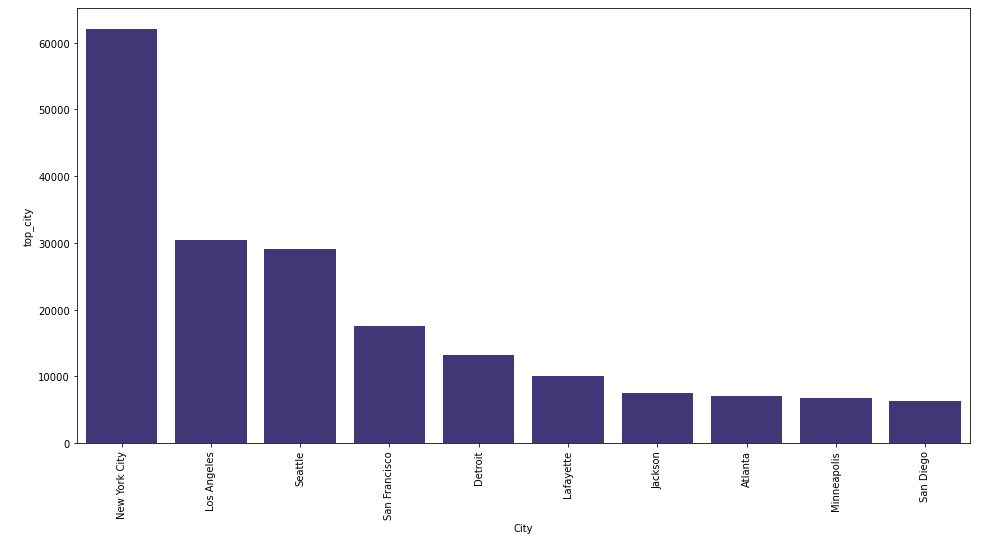 60000
50000
40000
30000
20000
10000
0
top_city
New York City
Los Angeles
Seattle
San Francisco
Detroit
Lafayette
Jackson
Atlanta
Minneapolis
San Diego
City